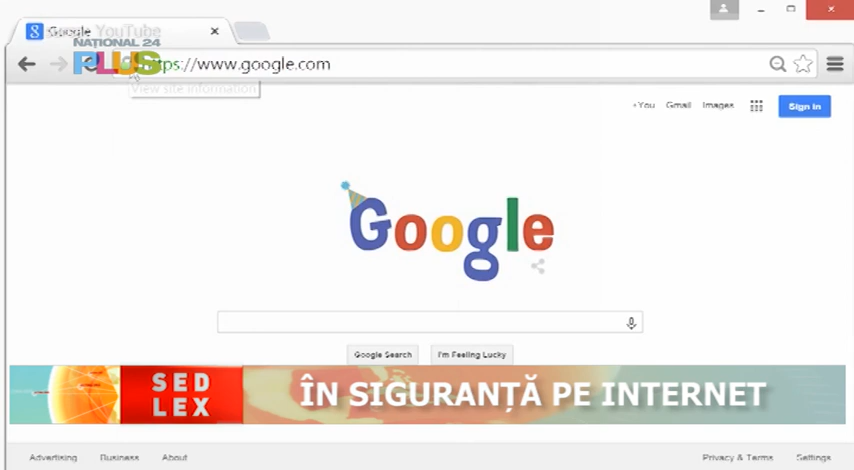 Google
YouTube
NAȚIONAL 24
PLUS
https://www.google.com
View site information
+You Gmail Images
Sign in
Google
Google Search
I'm Feeling Lucky
SED
LEX
ÎN SIGURANȚĂ PE INTERNET
Advertising Business About
Privacy & Terms Settings